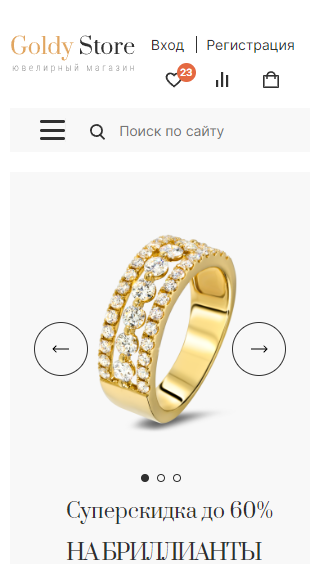 Goldy Store
ювелирный магазин
Вход | Регистрация
23
Поиск по сайту
Суперскидка до 60%
НА БРИЛЛИАНТЫ